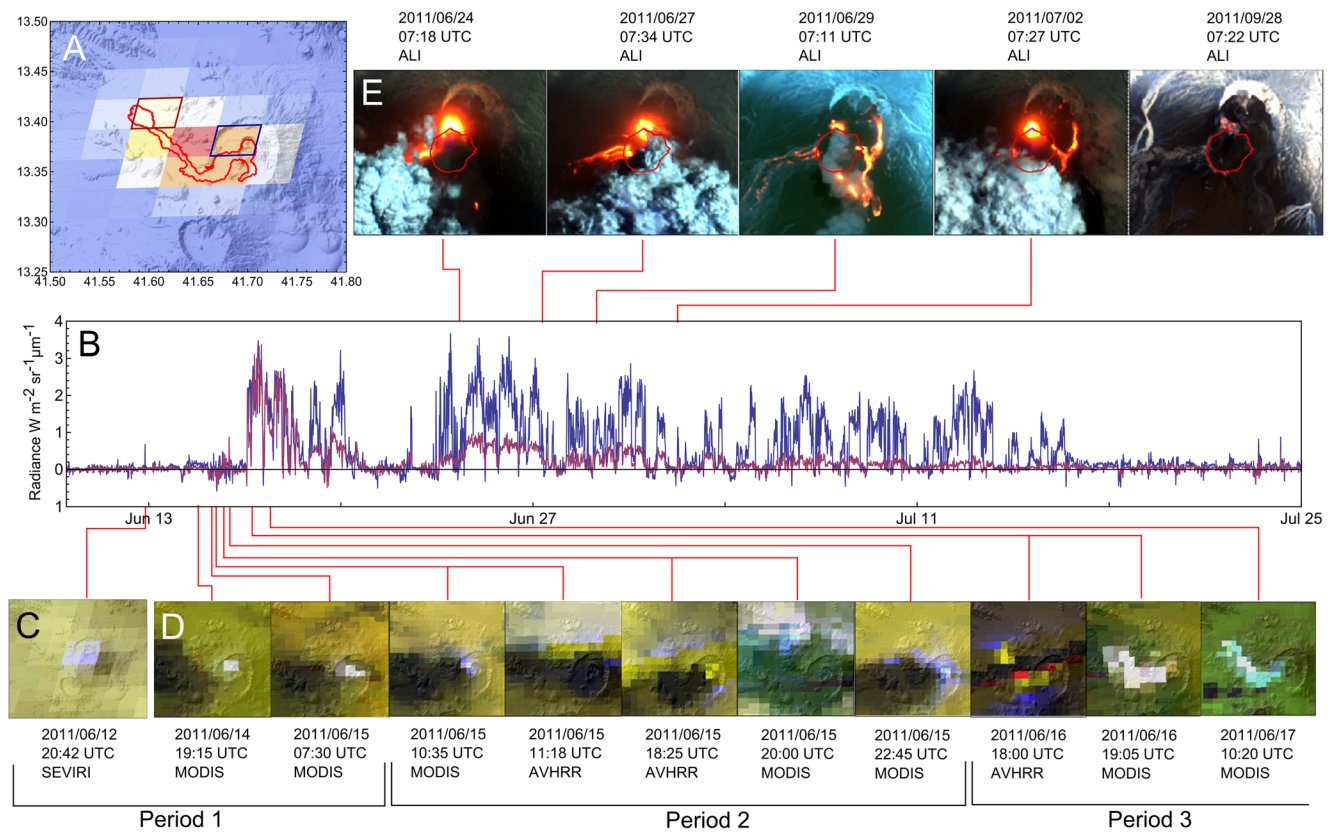 2011/06/24 2011/06/27 2011/06/29 2011/07/02 2011/09/28
07:18 UTC 07:34 UTC 07:11 UTC 07:27 UTC 07:22 UTC
ALI ALI ALI ALI ALI
A
13.50
13.45
13.40
13.35
13.30
13.25
41.50 41.55 41.60 41.65 41.70 41.75 41.80
E
B
Radiance W m-2 sr-1 µm-1
4
3
2
1
0
1
Jun 13 Jun 27 Jul 11 Jul 25
C
D
2011/06/12 2011/06/14 2011/06/15 2011/06/15 2011/06/15 2011/06/15 2011/06/15 2011/06/15 2011/06/16 2011/06/16 2011/06/17
20:42 UTC 19:15 UTC 07:30 UTC 10:35 UTC 11:18 UTC 18:25 UTC 20:00 UTC 22:45 UTC 18:00 UTC 19:05 UTC 10:20 UTC
SEVIRI MODIS MODIS MODIS AVHRR AVHRR MODIS MODIS AVHRR MODIS MODIS
Period 1 Period 2 Period 3